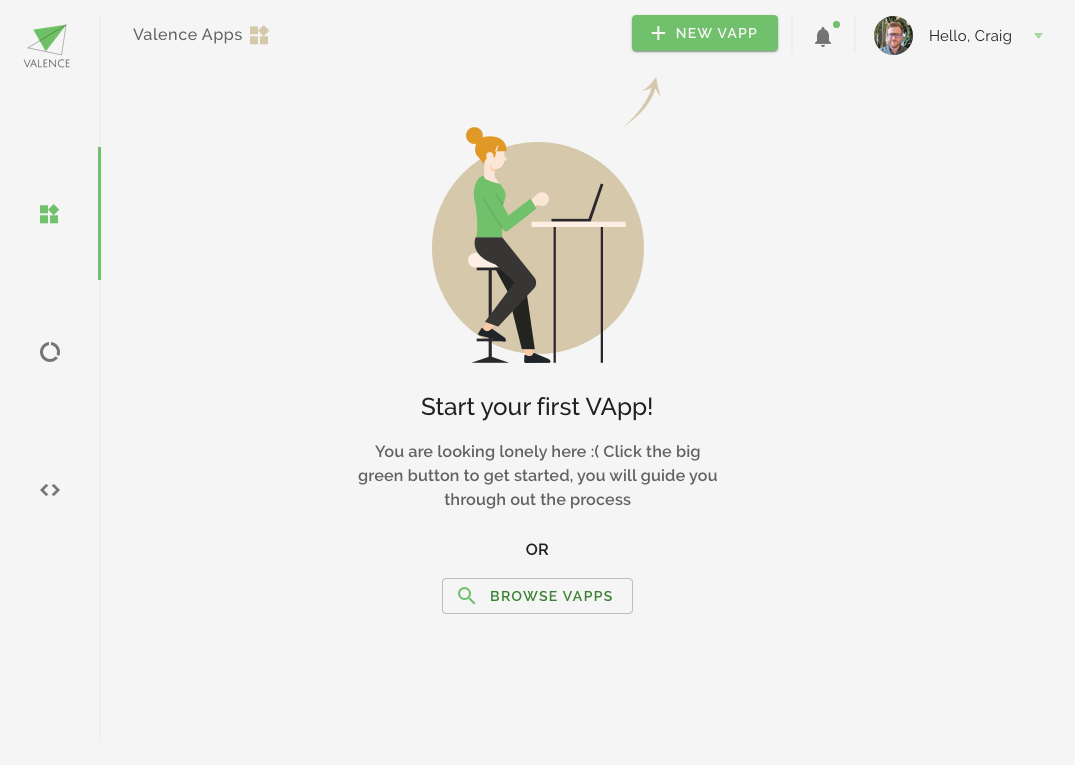 VALENCE
Valence Apps
NEW VAPP
Hello, Craig
Start your first VApp!
You are looking lonely here :( Click the big
green button to get started, you will guide you
through out the process
OR
BROWSE VAPPS